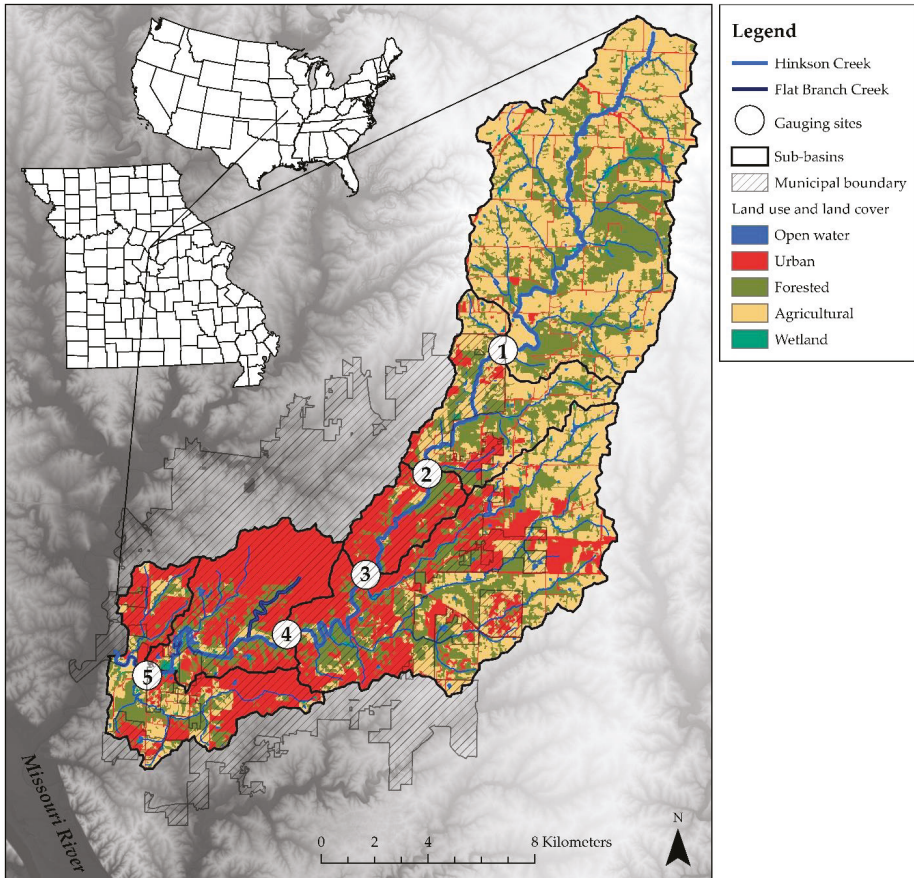 Legend
Hinkson Creek
Flat Branch Creek
Gauging sites
Sub-basins
Municipal boundary
Land use and land cover
Open water
Urban
Forested
Agricultural
Wetland
1
2
3
4
5
Missouri River
0 2 4 8 Kilometers
N